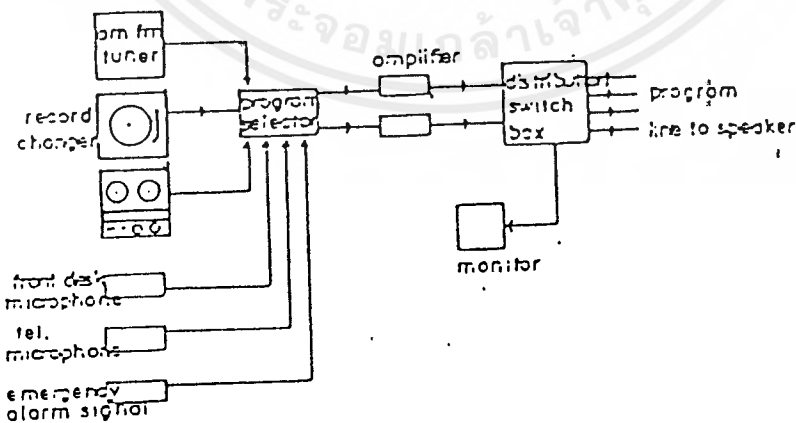 am fm
tuner
record
changer
program
selector
amplifier
distribution
switch
box
program
line to speaker
monitor
front desk
microphone
tel.
microphone
emergency
alarm signal